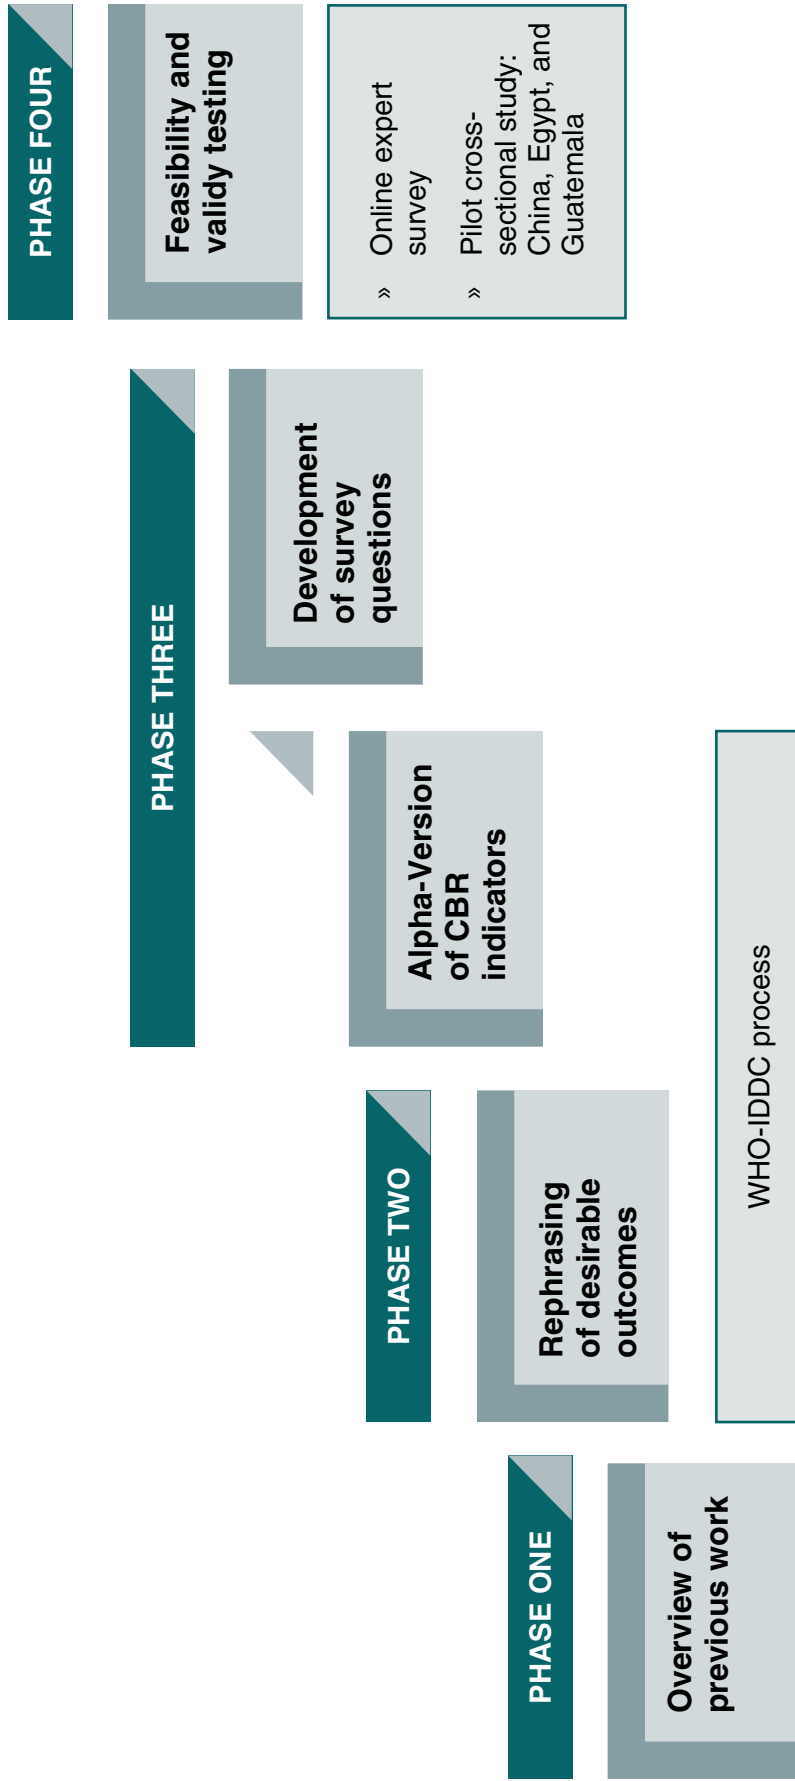 PHASE ONE
Overview of
previous work
PHASE TWO
Rephrasing
of desirable
outcomes
WHO-IDDC process
PHASE THREE
Alpha-Version
of CBR
indicators
Development
of survey
questions
PHASE FOUR
Feasibility and
validy testing
» Online expert
survey
» Pilot cross-
sectional study:
China, Egypt, and
Guatemala